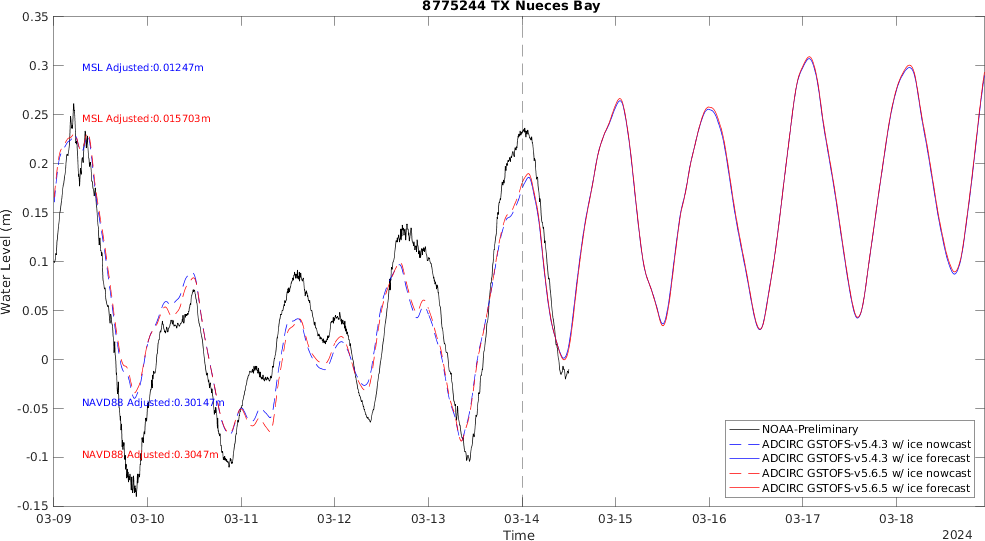 8775244 TX Nueces Bay
0.35
0.3
0.25
0.2
0.15
0.1
0.05
0
-0.05
-0.1
-0.15
Water Level (m)
MSL Adjusted:0.01247m
MSL Adjusted:0.015703m
NAVD88 Adjusted:0.30147m
NAVD88 Adjusted:0.3047m
NOAA-Preliminary
ADCIRC GSTOFS-v5.4.3 w/ ice nowcast
ADCIRC GSTOFS-v5.4.3 w/ ice forecast
ADCIRC GSTOFS-v5.6.5 w/ ice nowcast
ADCIRC GSTOFS-v5.6.5 w/ ice forecast
03-09 03-10 03-11 03-12 03-13 03-14 03-15 03-16 03-17 03-18
Time
2024